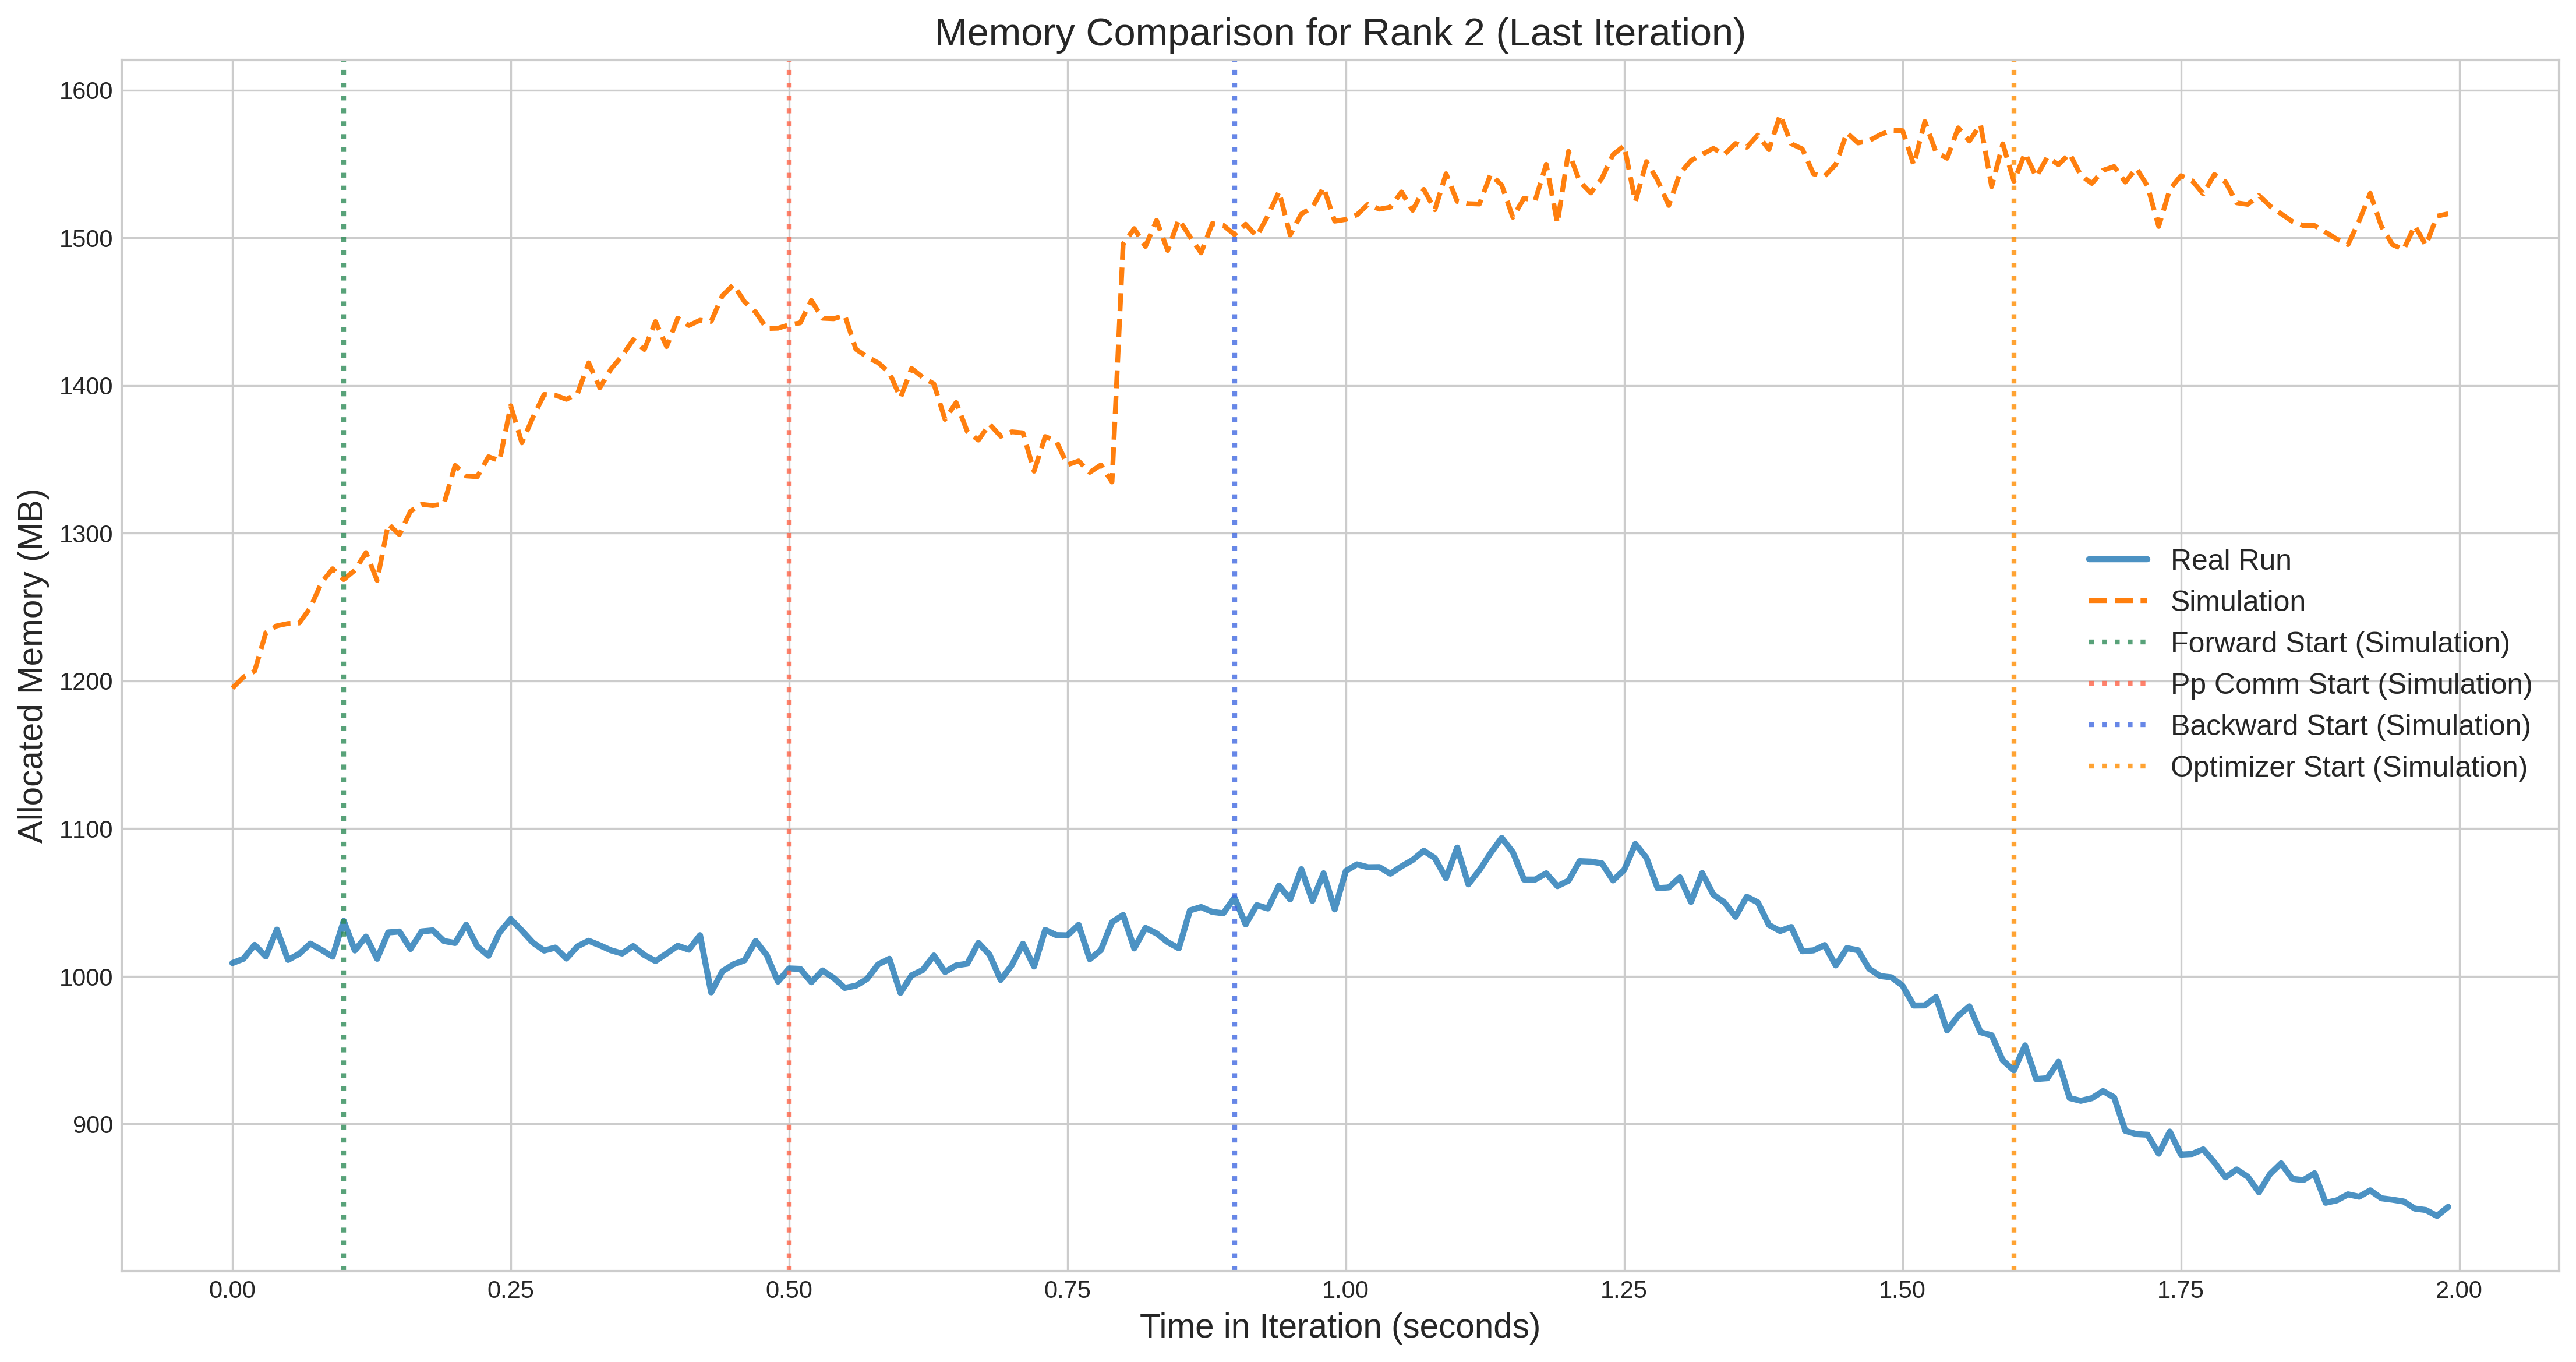 Memory Comparison for Rank 2 (Last Iteration)
Allocated Memory (MB)
1600
1500
1400
1300
1200
1100
1000
900
Real Run
Simulation
Forward Start (Simulation)
Pp Comm Start (Simulation)
Backward Start (Simulation)
Optimizer Start (Simulation)
0.00 0.25 0.50 0.75 1.00 1.25 1.50 1.75 2.00
Time in Iteration (seconds)